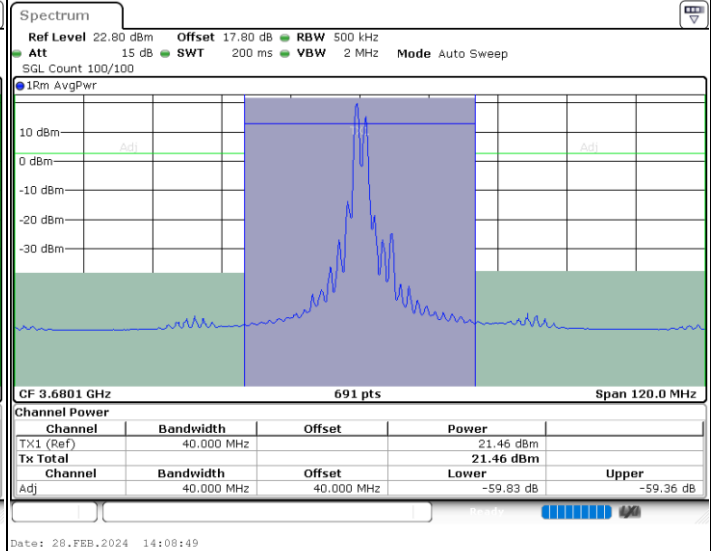 Spectrum
Ref Level 22.80 dBm Offset 17.80 dB RBW 500 kHz
Att 15 dB SWT 200 ms VBW 2 MHz Mode Auto Sweep
SGL Count 100/100
1Rm AvgPwr
10 dBm
Adj Adj
0 dBm
-10 dBm
-20 dBm
-30 dBm
CF 3.6801 GHz 691 pts Span 120.0 MHz
Channel Power
Channel Bandwidth Offset Power
TX1 (Ref) 40.000 MHz 21.46 dBm
Tx Total 21.46 dBm
Channel Bandwidth Offset Lower Upper
Adj 40.000 MHz 40.000 MHz -59.83 dB -59.36 dB
Ready
Date: 28.FEB.2024 14:08:49